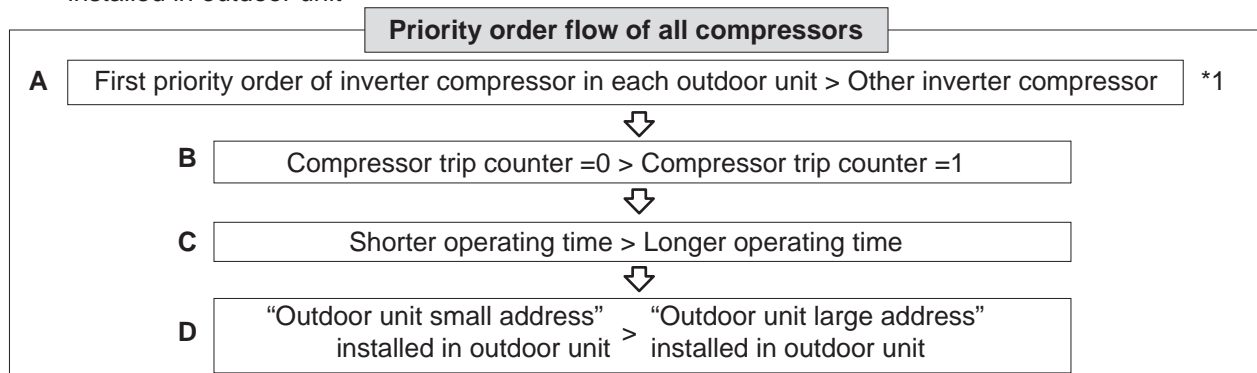 installed in outdoor unit
Priority order flow of all compressors
A First priority order of inverter compressor in each outdoor unit > Other inverter compressor *1
B Compressor trip counter =0 > Compressor trip counter =1
C Shorter operating time > Longer operating time
D “Outdoor unit small address” installed in outdoor unit > “Outdoor unit large address” installed in outdoor unit